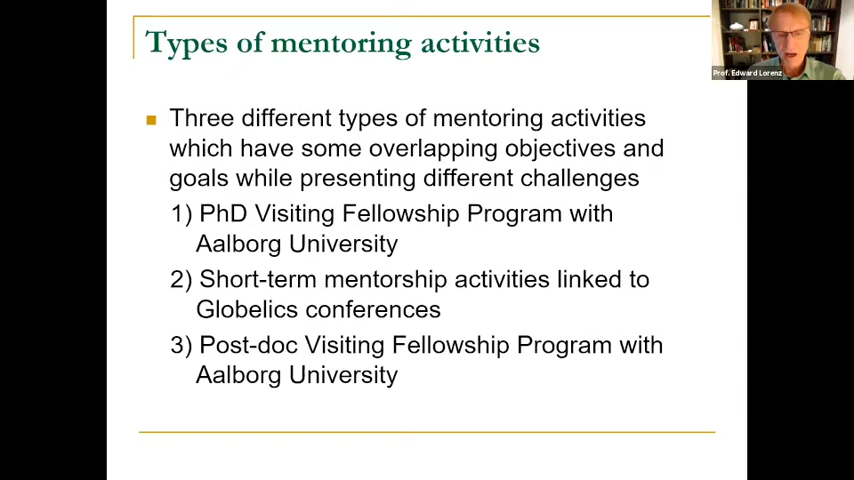 Types of mentoring activities
Prof. Edward Lorenz
Three different types of mentoring activities
which have some overlapping objectives and
goals while presenting different challenges
1) PhD Visiting Fellowship Program with
Aalborg University
2) Short-term mentorship activities linked to
Globelics conferences
3) Post-doc Visiting Fellowship Program with
Aalborg University